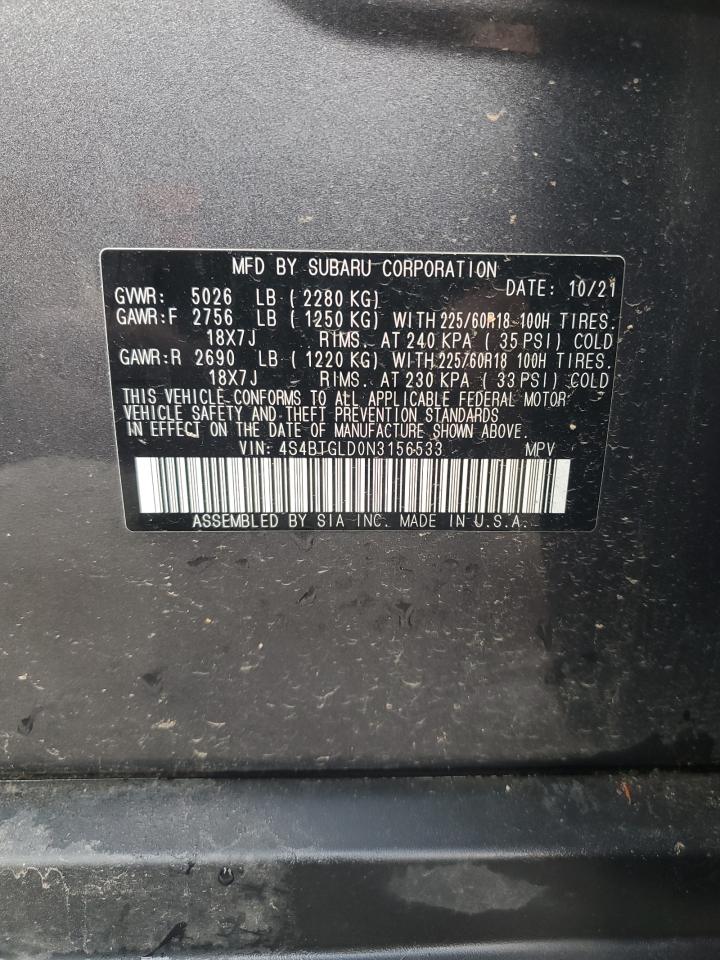 MFD BY SUBARU CORPORATION
DATE: 10/21
GVWR: 5026 LB ( 2280 KG)
GAWR:F 2756 LB ( 1250 KG) WITH 225/60R18 100H TIRES.
18X7J RIMS. AT 240 KPA ( 35 PSI) COLD
GAWR:R 2690 LB ( 1220 KG) WITH 225/60R18 100H TIRES.
18X7J RIMS. AT 230 KPA ( 33 PSI) COLD
THIS VEHICLE CONFORMS TO ALL APPLICABLE FEDERAL MOTOR
VEHICLE SAFETY AND THEFT PREVENTION STANDARDS
IN EFFECT ON THE DATE OF MANUFACTURE SHOWN ABOVE.
VIN: 4S4BTGLD0N3156533 MPV
ASSEMBLED BY SIA INC. MADE IN U.S.A.